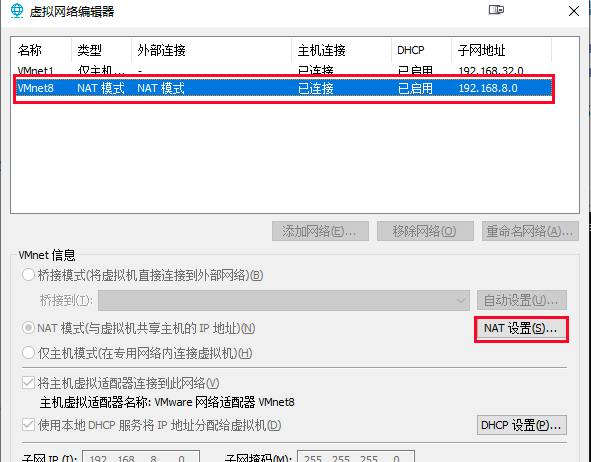 虚拟网络编辑器
名称 类型 外部连接 主机连接 DHCP 子网地址
VMnet1 仅主机... - 已连接 已启用 192.168.32.0
VMnet8 NAT 模式 NAT 模式 已连接 已启用 192.168.8.0
添加网络(E)... 移除网络(O) 重命名网络(A)...
VMnet 信息
桥接模式(将虚拟机直接连接到外部网络)(B)
桥接到(I): 自动设置(U)...
NAT 模式(与虚拟机共享主机的 IP 地址)(N) NAT 设置(S)...
仅主机模式(在专用网络内连接虚拟机)(H)
将主机虚拟适配器连接到此网络(V)
主机虚拟适配器名称: VMware 网络适配器 VMnet8
使用本地 DHCP 服务将 IP 地址分配给虚拟机(D) DHCP 设置(P)...
子网 IP (I): 192 . 168 . 8 . 0 子网掩码(M): 255 . 255 . 255 . 0